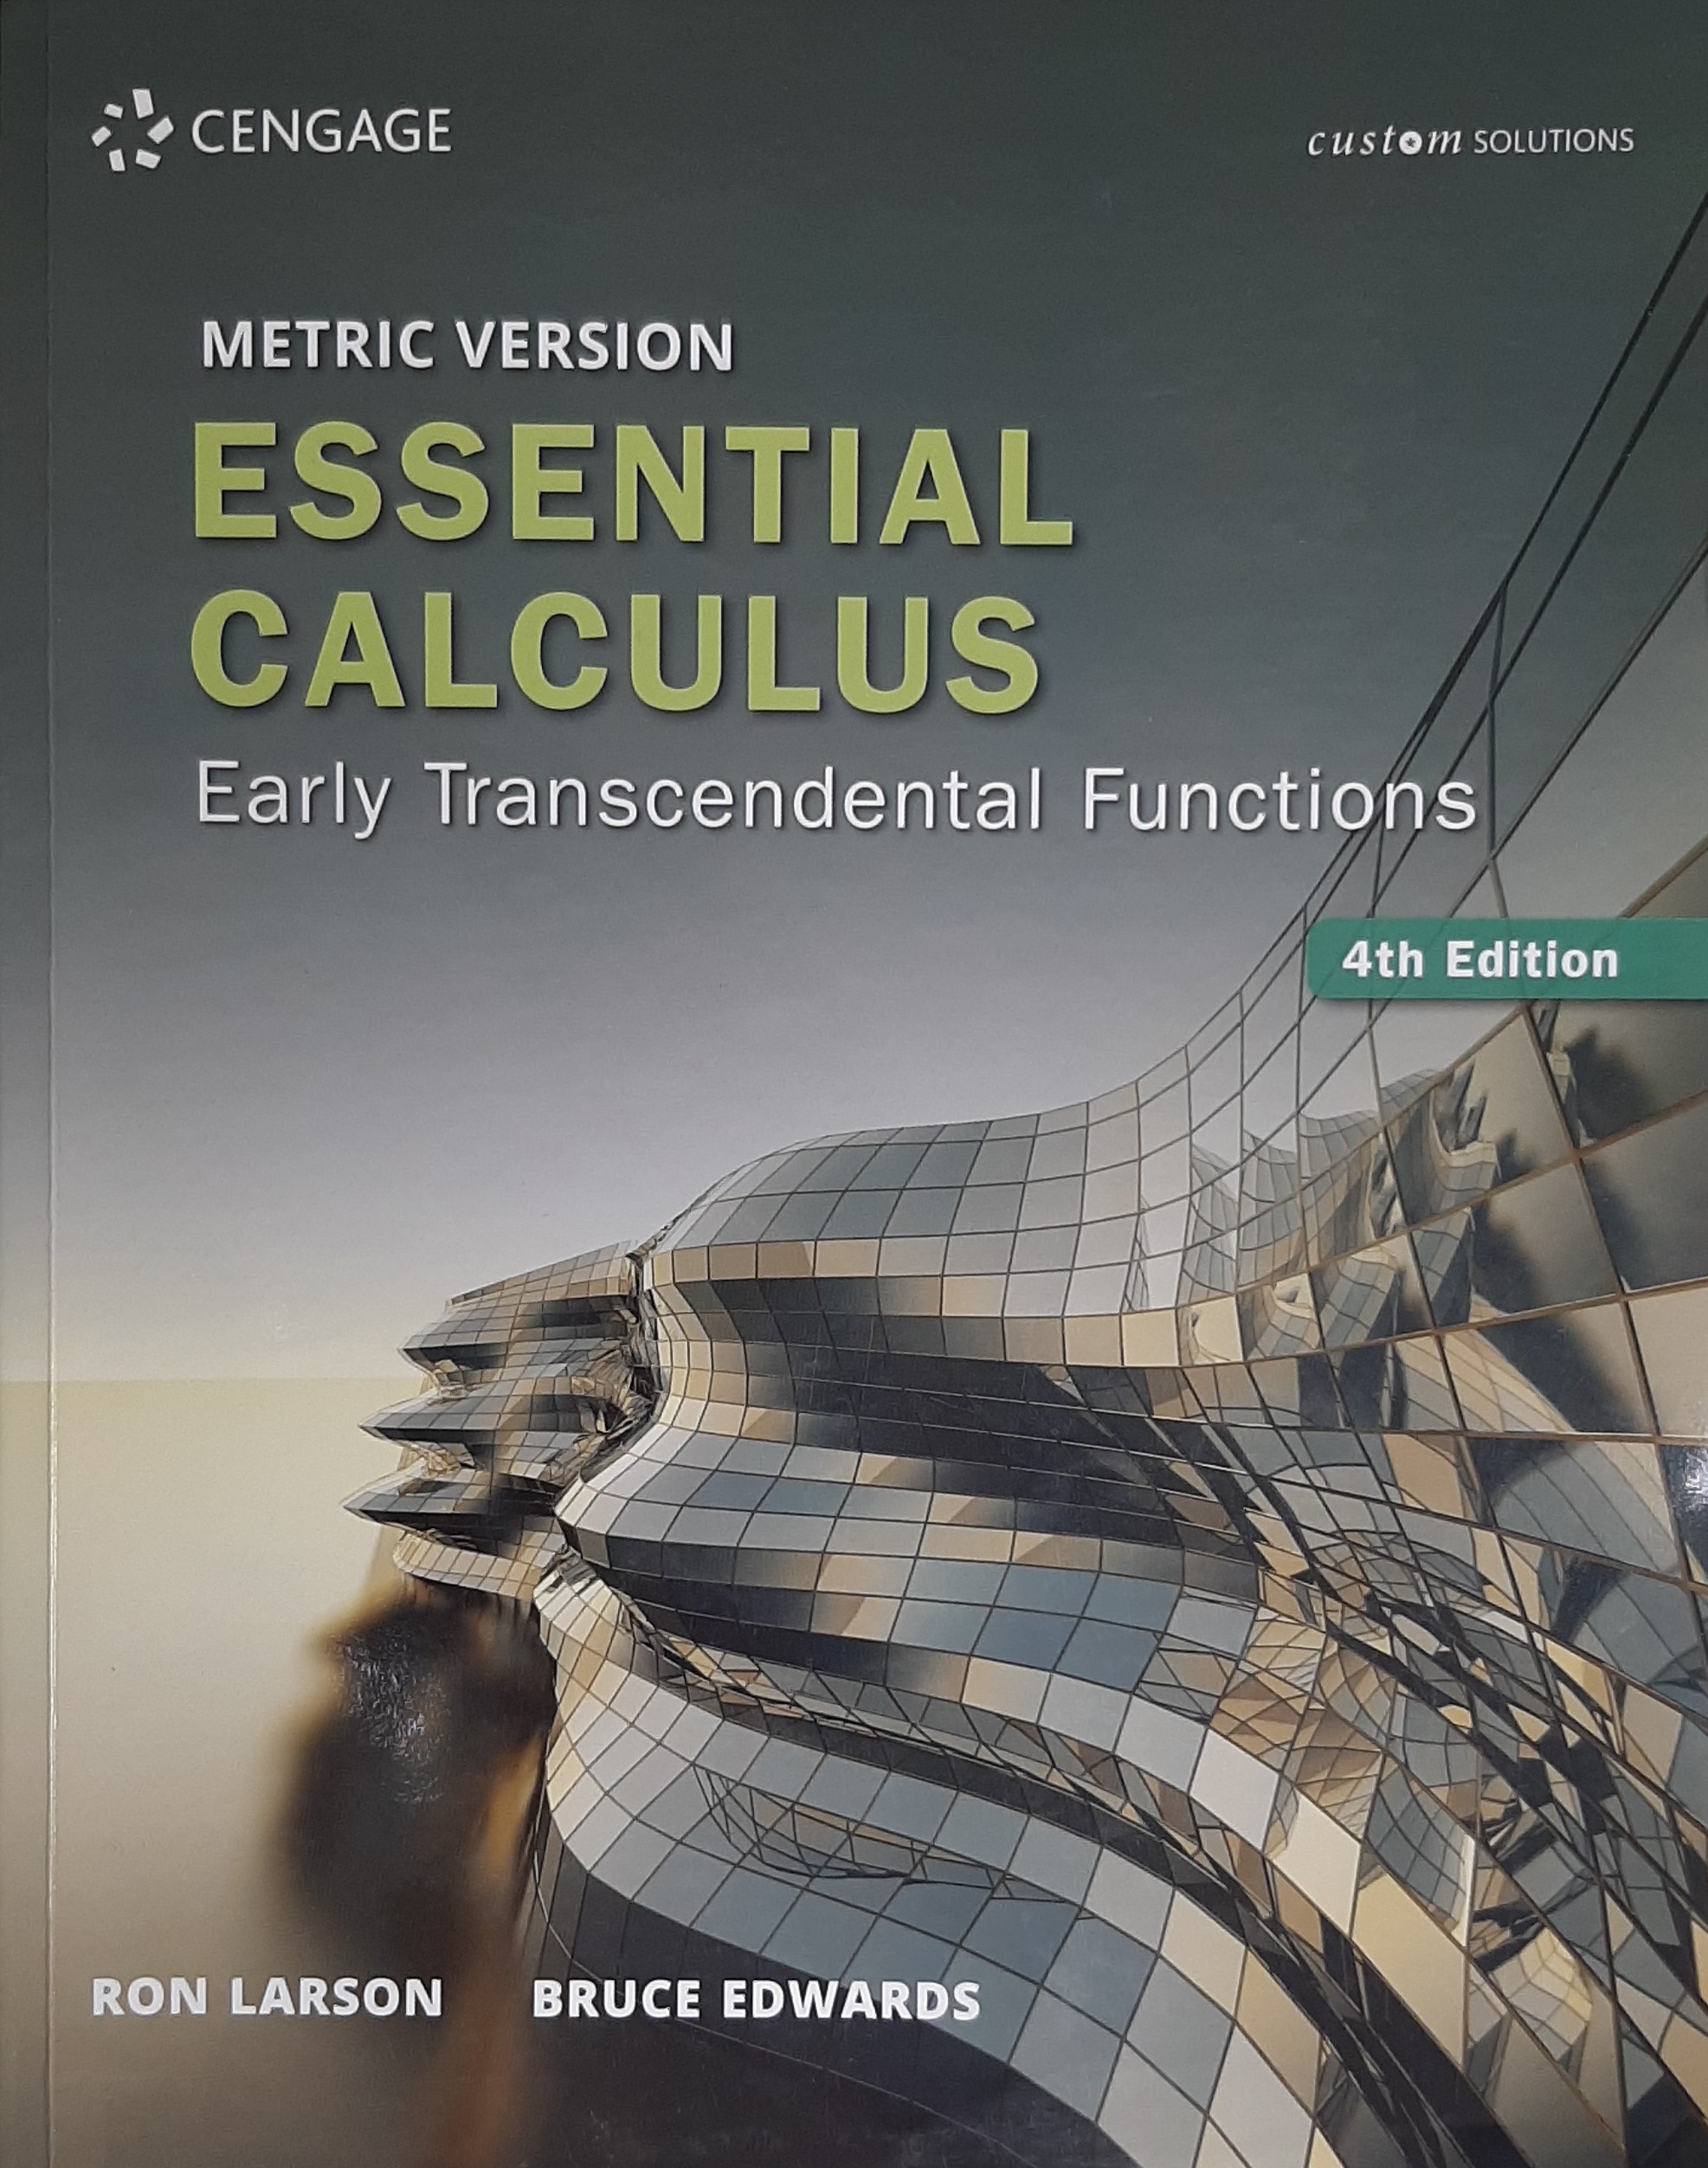 CENGAGE
custom SOLUTIONS
METRIC VERSION
ESSENTIAL
CALCULUS
Early Transcendental Functions
4th Edition
RON LARSON BRUCE EDWARDS